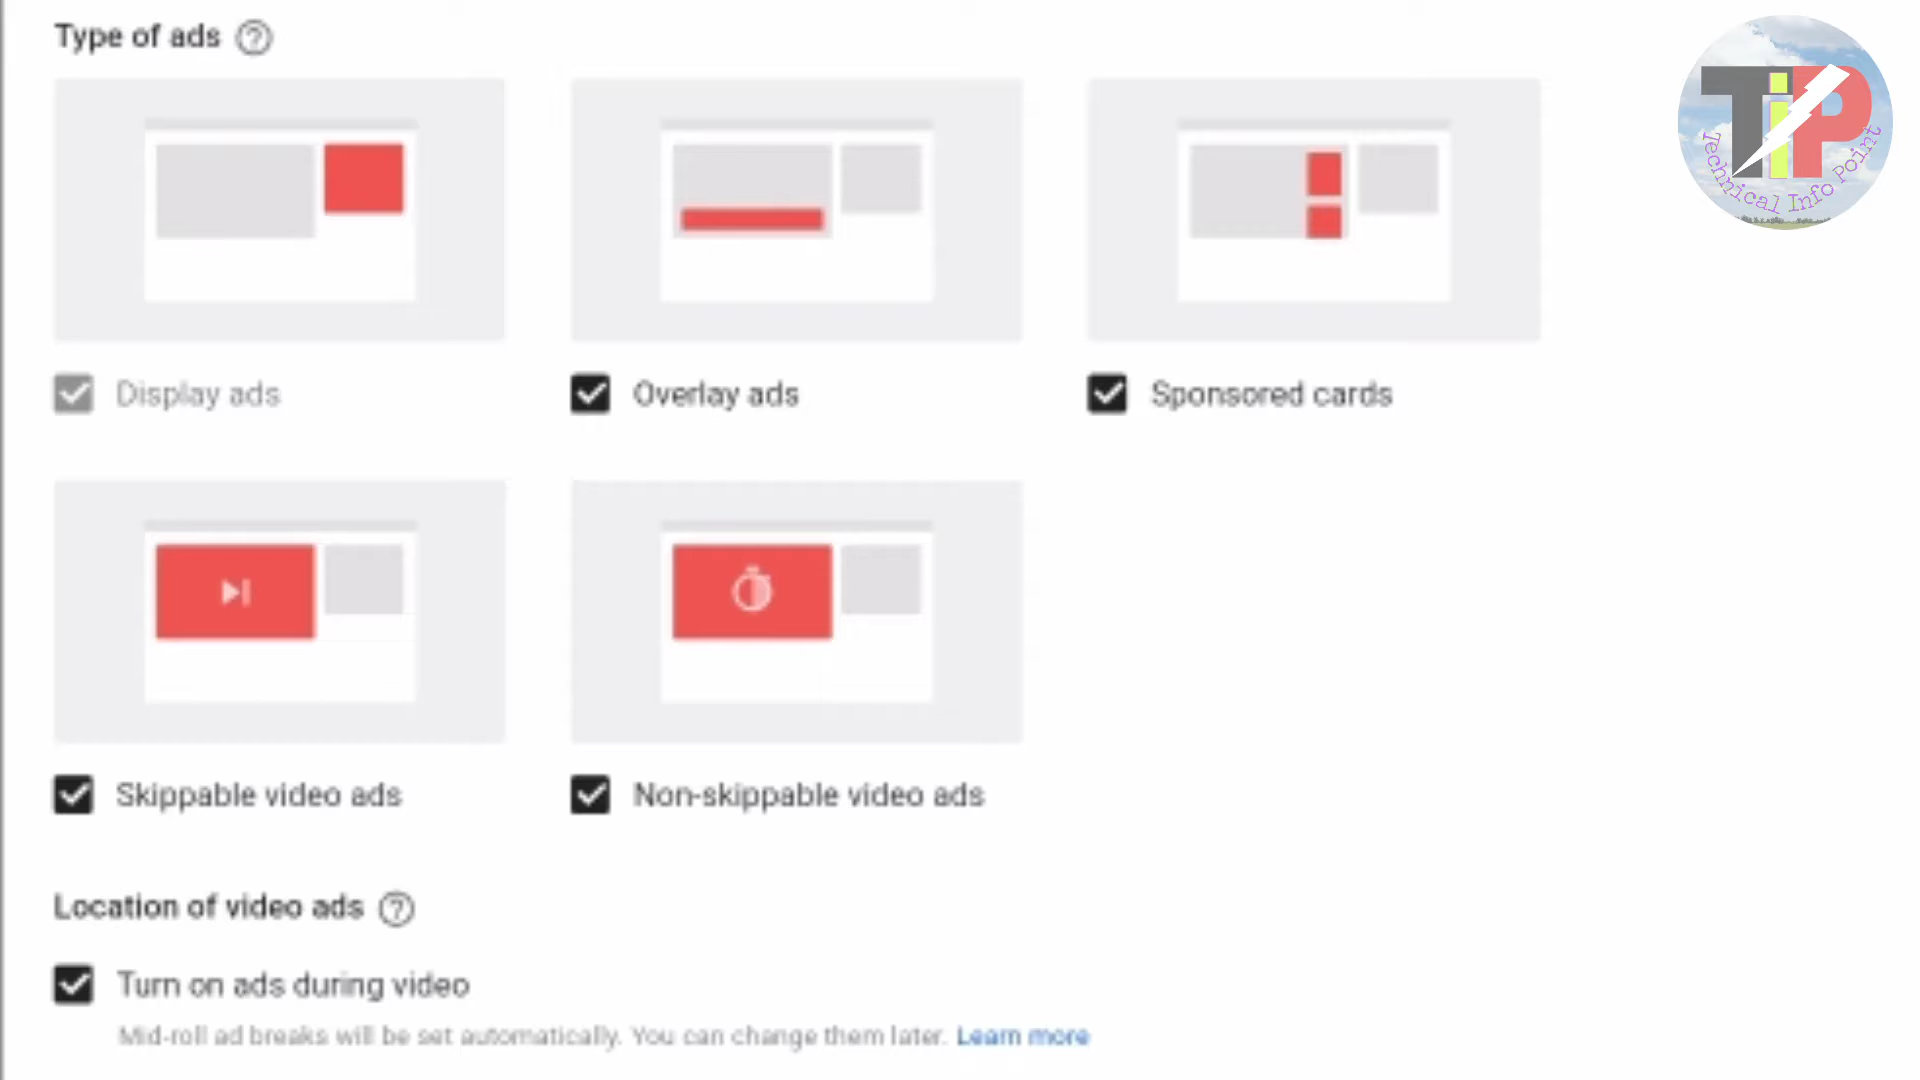 Type of ads ?
TiP
Technical Info Point
Display ads
Overlay ads
Sponsored cards
Skippable video ads
Non-skippable video ads
Location of video ads ?
Turn on ads during video
Mid-roll ad breaks will be set automatically. You can change them later. Learn more